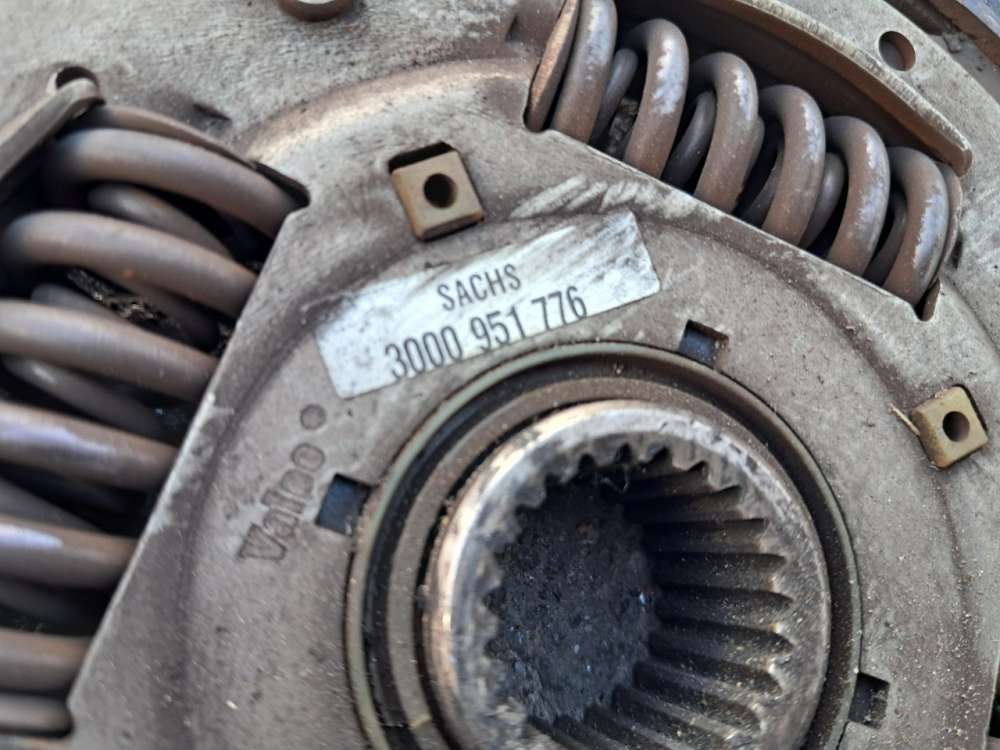 SACHS
3000 951 776
Valeo